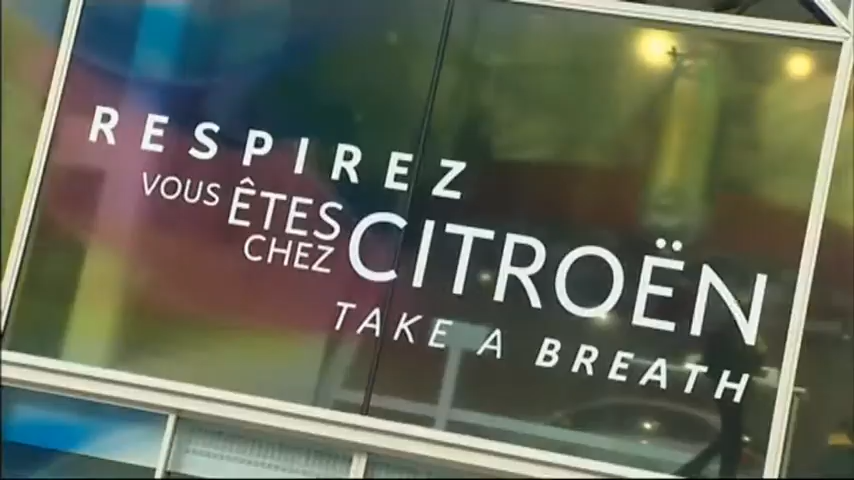 RESPIREZ
VOUS ÊTES
CHEZ CITROËN
TAKE A BREATH